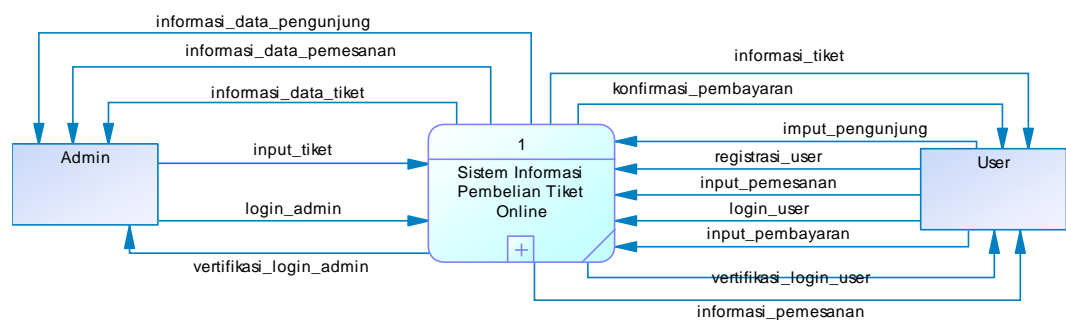 informasi_data_pengunjung
informasi_data_pemesanan
informasi_tiket
informasi_data_tiket
konfirmasi_pembayaran
imput_pengunjung
1
Admin
input_tiket
Sistem Informasi
Pembelian Tiket
Online
registrasi_user
User
input_pemesanan
login_admin
login_user
input_pembayaran
vertifikasi_login_admin
vertifikasi_login_user
informasi_pemesanan